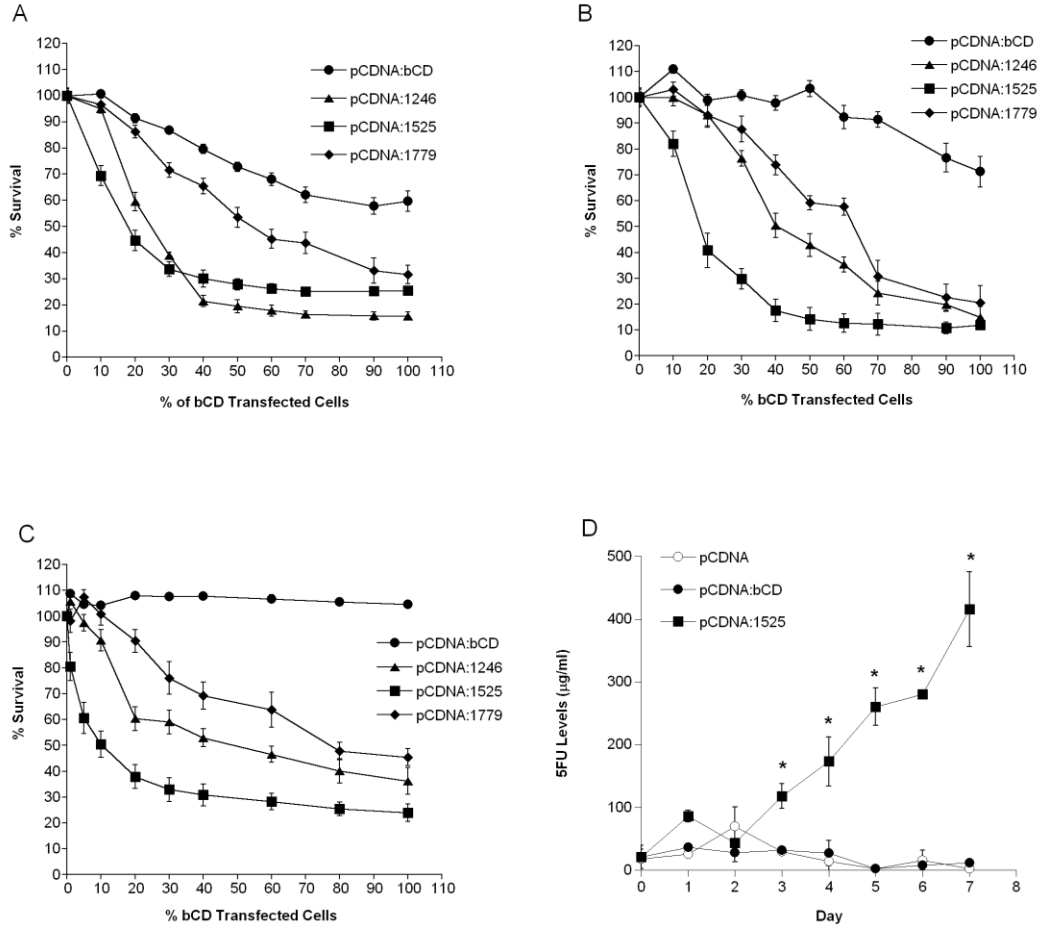 A
120
110
100
90
80
70
60
50
40
30
20
10
0
% Survival
0 10 20 30 40 50 60 70 80 90 100 110
% of bCD Transfected Cells
pCDNA:bCD
pCDNA:1246
pCDNA:1525
pCDNA:1779
B
120
110
100
90
80
70
60
50
40
30
20
10
0
% Survival
0 10 20 30 40 50 60 70 80 90 100 110
% bCD Transfected Cells
pCDNA:bCD
pCDNA:1246
pCDNA:1525
pCDNA:1779
C
120
110
100
90
80
70
60
50
40
30
20
10
0
% Survival
0 10 20 30 40 50 60 70 80 90 100 110
% bCD Transfected Cells
pCDNA:bCD
pCDNA:1246
pCDNA:1525
pCDNA:1779
D
500
400
300
200
100
0
5FU Levels (µg/ml)
0 1 2 3 4 5 6 7 8
Day
pCDNA
pCDNA:bCD
pCDNA:1525
* * * * *